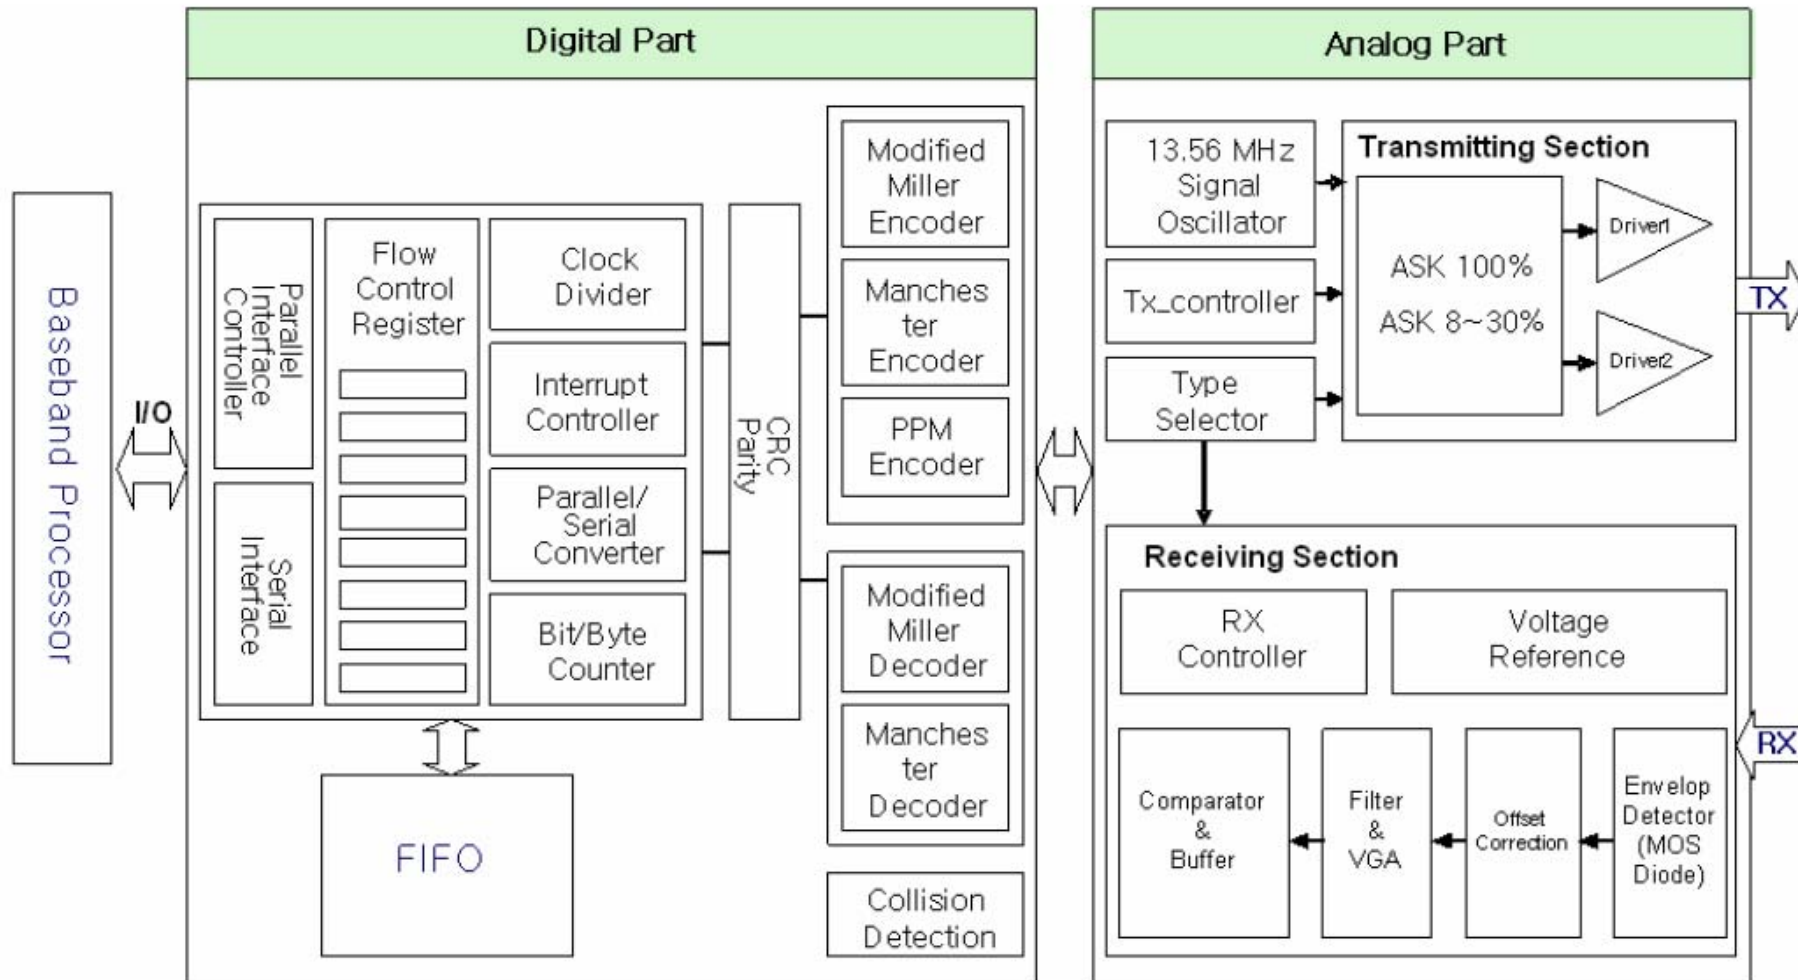 Digital Part
Analog Part
Baseband Processor
I/O
Parallel
Interface
Controller
Serial
Interface
Flow
Control
Register
Clock
Divider
Interrupt
Controller
Parallel/
Serial
Converter
Bit/Byte
Counter
FIFO
CRC
Parity
Modified
Miller
Encoder
Manches
ter
Encoder
PPM
Encoder
Modified
Miller
Decoder
Manches
ter
Decoder
Collision
Detection
13.56 MHz
Signal
Oscillator
Tx_controller
Type
Selector
Transmitting Section
ASK 100%
ASK 8~30%
Driver1
Driver2
TX
Receiving Section
RX
Controller
Voltage
Reference
Comparator
&
Buffer
Filter
&
VGA
Offset
Correction
Envelop
Detector
(MOS
Diode)
RX